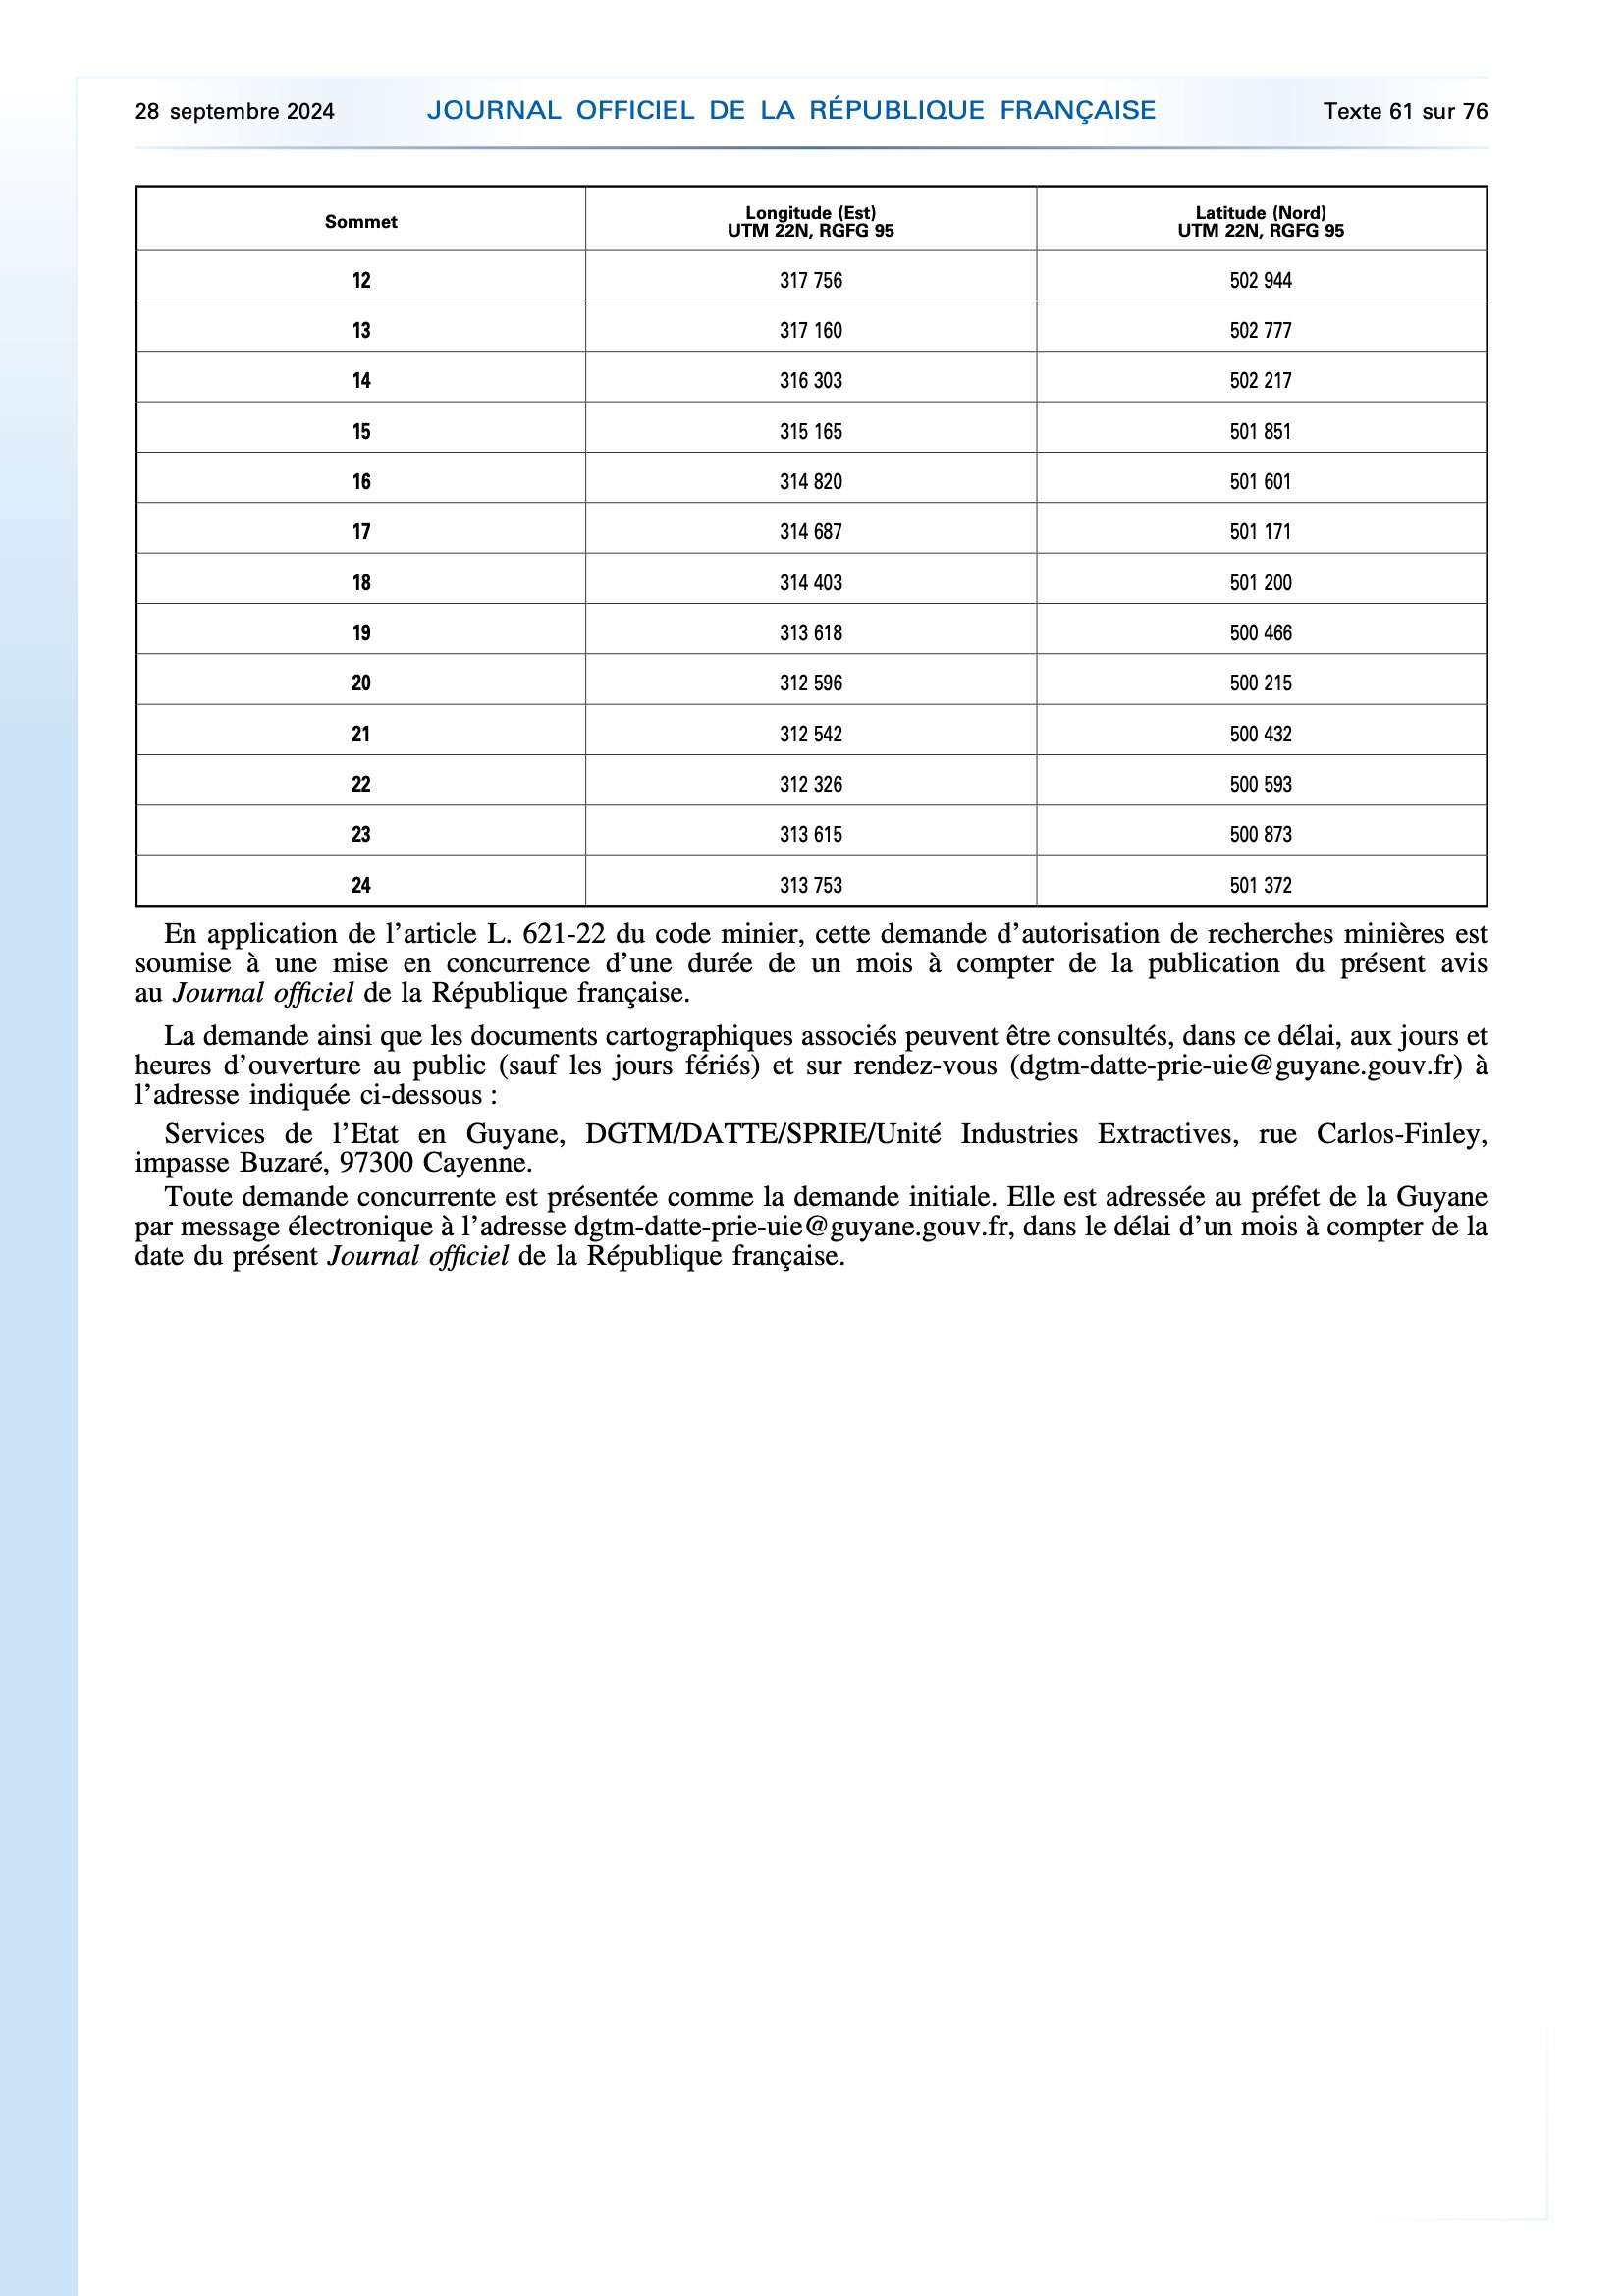 28 septembre 2024 JOURNAL OFFICIEL DE LA RÉPUBLIQUE FRANÇAISE Texte 61 sur 76
Sommet Longitude (Est) UTM 22N, RGFG 95 Latitude (Nord) UTM 22N, RGFG 95
12 317 756 502 944
13 317 160 502 777
14 316 303 502 217
15 315 165 501 851
16 314 820 501 601
17 314 687 501 171
18 314 403 501 200
19 313 618 500 466
20 312 596 500 215
21 312 542 500 432
22 312 326 500 593
23 313 615 500 873
24 313 753 501 372
En application de l’article L. 621-22 du code minier, cette demande d’autorisation de recherches minières est
soumise à une mise en concurrence d’une durée de un mois à compter de la publication du présent avis
au Journal officiel de la République française.
La demande ainsi que les documents cartographiques associés peuvent être consultés, dans ce délai, aux jours et
heures d’ouverture au public (sauf les jours fériés) et sur rendez-vous (dgtm-datte-prie-uie@guyane.gouv.fr) à
l’adresse indiquée ci-dessous :
Services de l’Etat en Guyane, DGTM/DATTE/SPRIE/Unité Industries Extractives, rue Carlos-Finley,
impasse Buzaré, 97300 Cayenne.
Toute demande concurrente est présentée comme la demande initiale. Elle est adressée au préfet de la Guyane
par message électronique à l’adresse dgtm-datte-prie-uie@guyane.gouv.fr, dans le délai d’un mois à compter de la
date du présent Journal officiel de la République française.